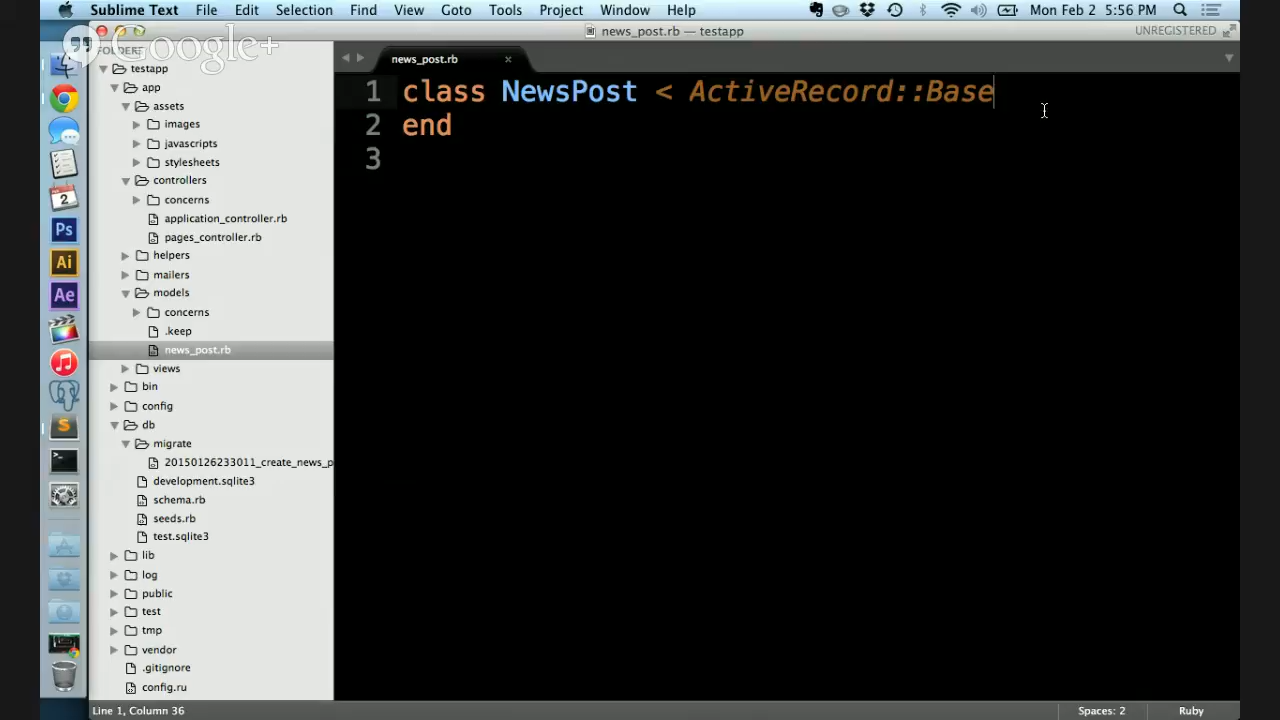 Sublime Text File Edit Selection Find View Goto Tools Project Window Help Mon Feb 2 5:56 PM
news_post.rb — testapp
UNREGISTERED
Google+
FOLDERS
news_post.rb
testapp
app
assets
images
javascripts
stylesheets
controllers
concerns
application_controller.rb
pages_controller.rb
helpers
mailers
models
concerns
.keep
news_post.rb
views
bin
config
db
migrate
20150126233011_create_news_p
development.sqlite3
schema.rb
seeds.rb
test.sqlite3
lib
log
public
test
tmp
vendor
.gitignore
config.ru
1 class NewsPost < ActiveRecord::Base
2 end
3
2
Ps
Ai
Ae
S
Line 1, Column 36
Spaces: 2
Ruby